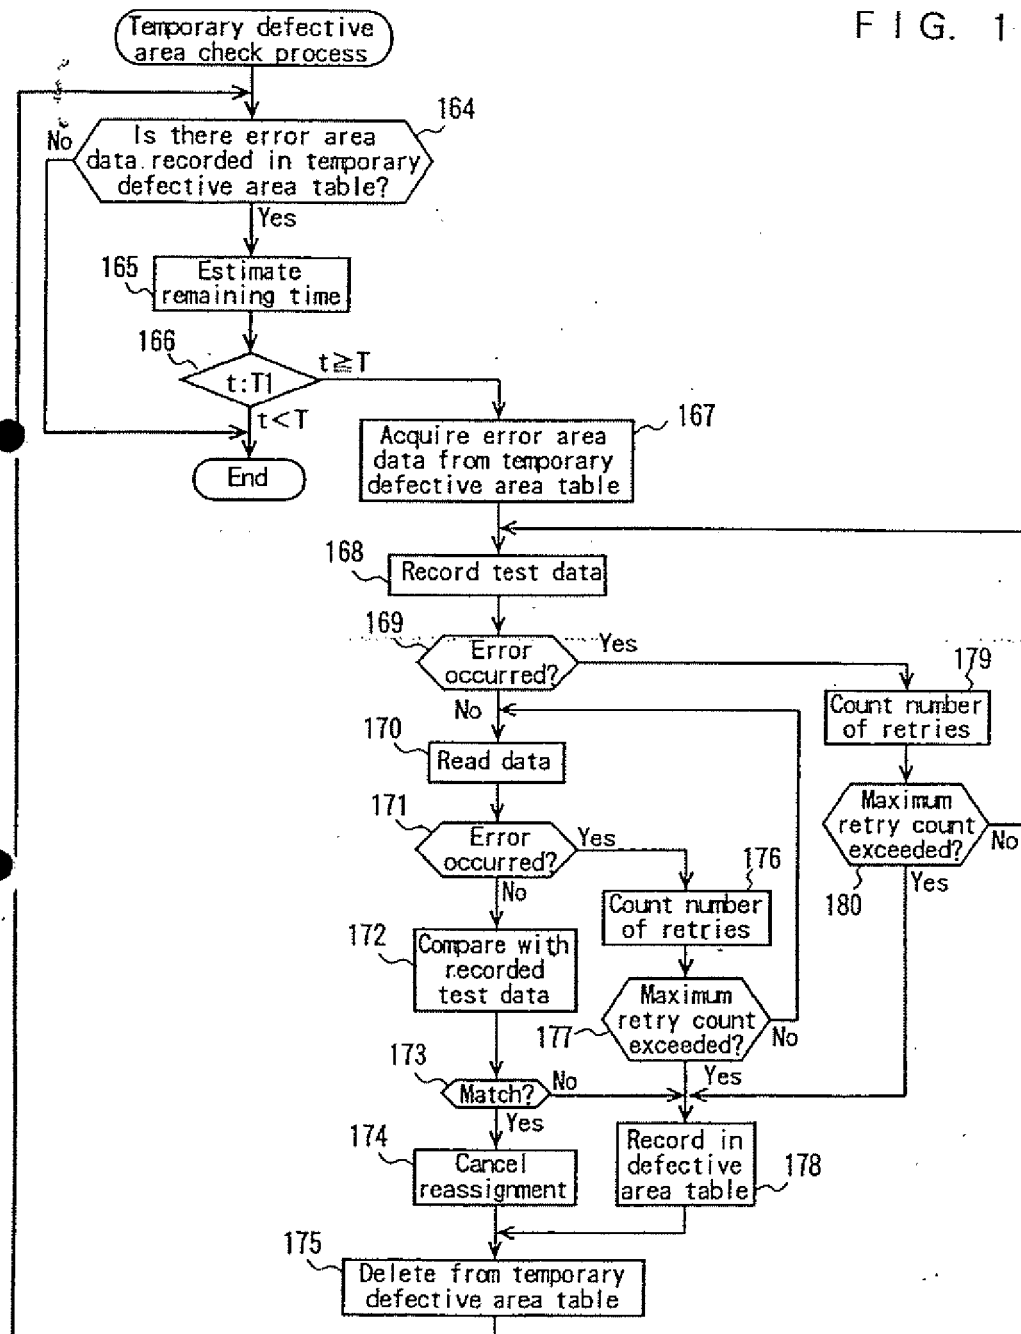 FIG. 1
Temporary defective
area check process
164
No
Is there error area
data recorded in temporary
defective area table?
Yes
165
Estimate
remaining time
166
t≧T
t:T1
t<T
End
167
Acquire error area
data from temporary
defective area table
168
Record test data
169
Error
occurred?
Yes
No
179
Count number
of retries
170
Read data
Maximum
retry count
exceeded?
No
180
Yes
171
Error
occurred?
Yes
No
176
Count number
of retries
172
Compare with
recorded
test data
Maximum
retry count
exceeded?
177
No
Yes
173
Match?
No
Yes
174
Cancel
reassignment
Record in
defective
area table
178
175
Delete from temporary
defective area table